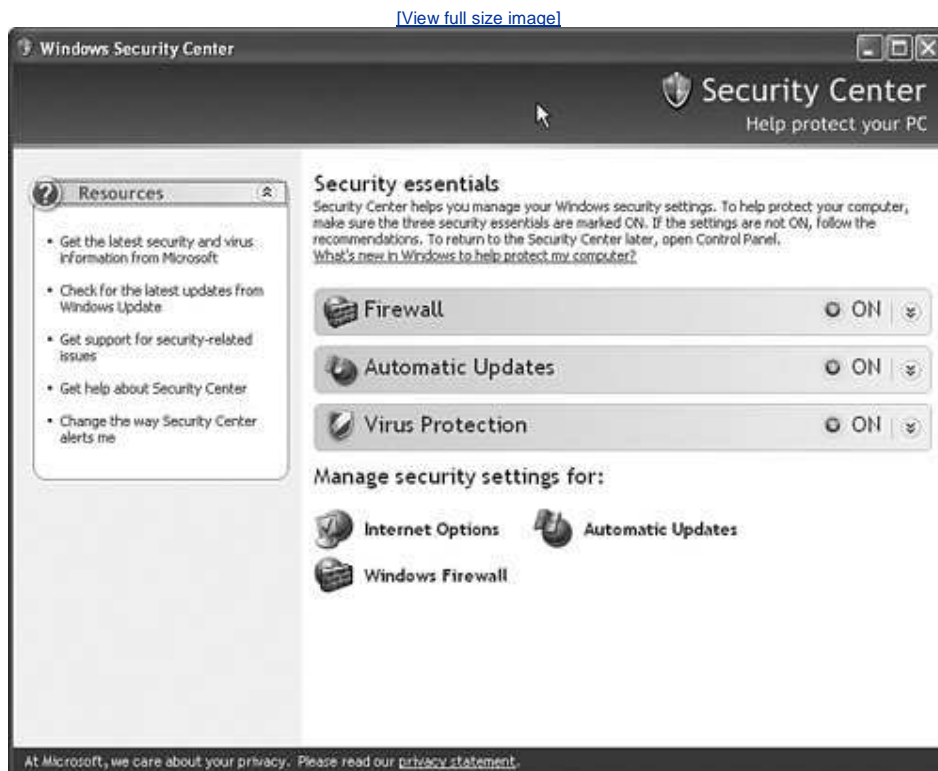 [View full size image]
Windows Security Center
Security Center
Help protect your PC
Resources
• Get the latest security and virus
information from Microsoft
• Check for the latest updates from
Windows Update
• Get support for security-related
issues
• Get help about Security Center
• Change the way Security Center
alerts me
Security essentials
Security Center helps you manage your Windows security settings. To help protect your computer,
make sure the three security essentials are marked ON. If the settings are not ON, follow the
recommendations. To return to the Security Center later, open Control Panel.
What's new in Windows to help protect my computer?
Firewall ON
Automatic Updates ON
Virus Protection ON
Manage security settings for:
Internet Options Automatic Updates
Windows Firewall
At Microsoft, we care about your privacy. Please read our privacy statement.